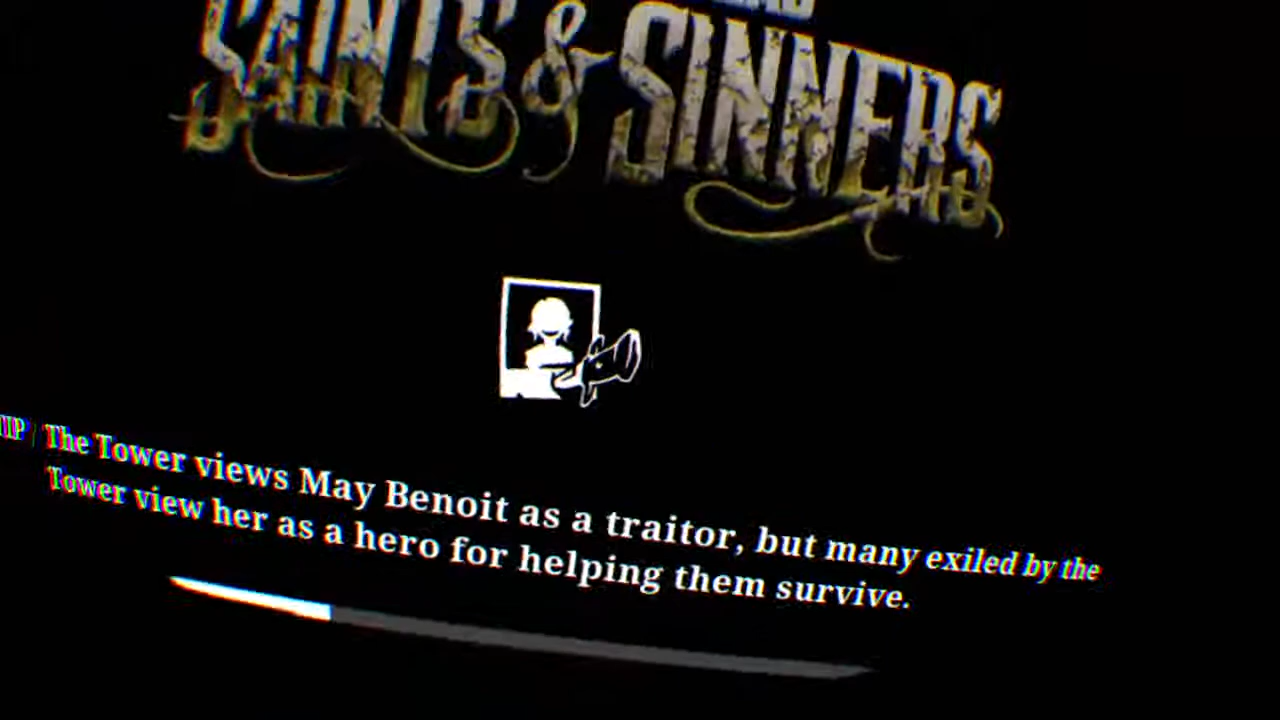 SAINTS & SINNERS
TIP | The Tower views May Benoit as a traitor, but many exiled by the
Tower view her as a hero for helping them survive.